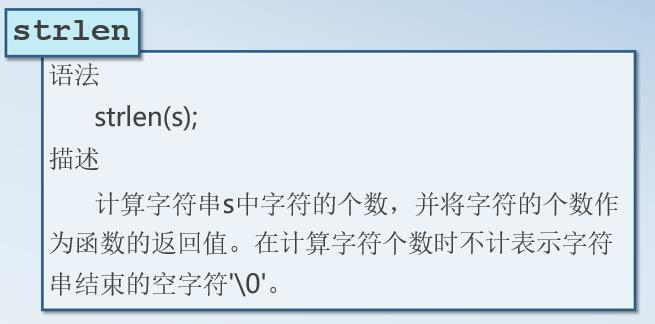 strlen
语法
strlen(s);
描述
计算字符串s中字符的个数，并将字符的个数作
为函数的返回值。在计算字符个数时不计表示字符
串结束的空字符'\0'。